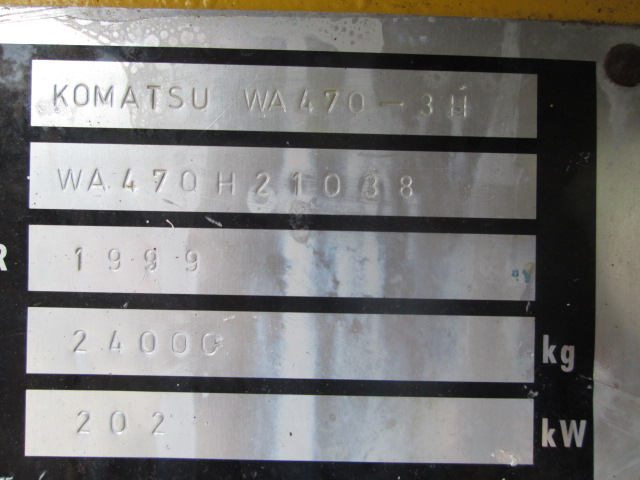 KOMATSU WA470-3H
WA470H21038
R 1999
24000 kg
202 kW